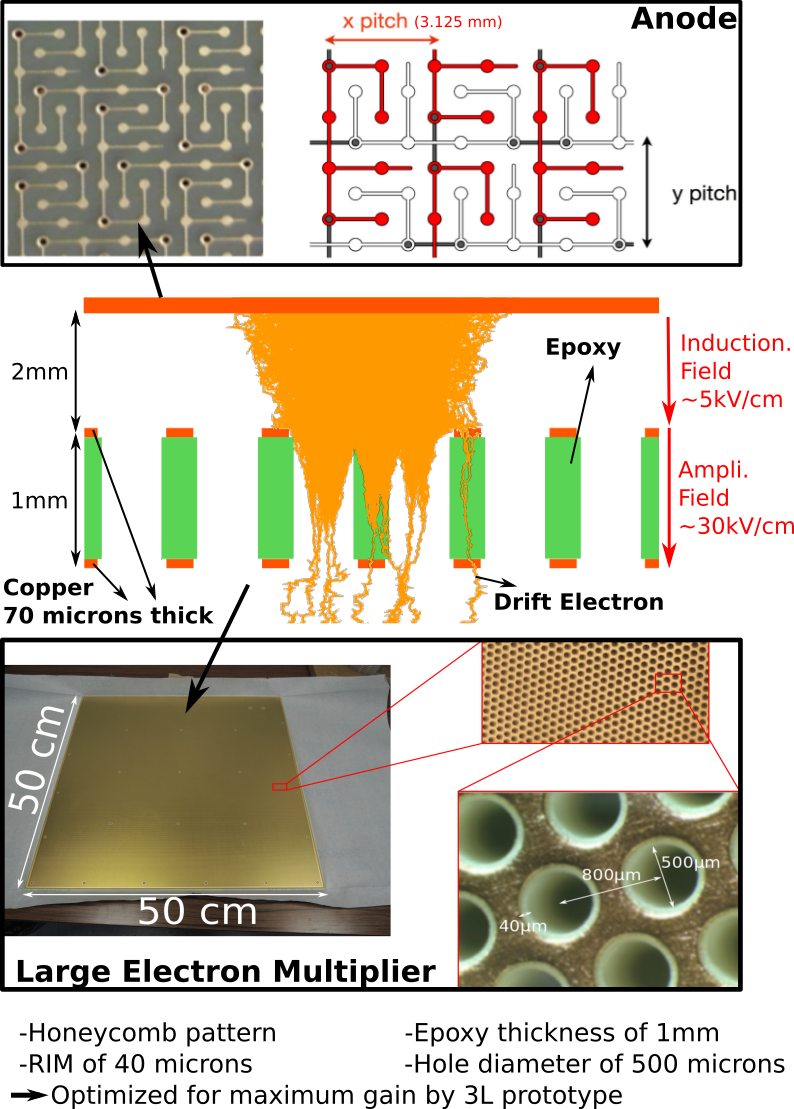 Anode
x pitch (3.125 mm)
y pitch
2mm
Epoxy
Induction.
Field
~5kV/cm
1mm
Ampli.
Field
~30kV/cm
Copper
70 microns thick
Drift Electron
50 cm
50 cm
800µm
500µm
40µm
Large Electron Multiplier
-Honeycomb pattern
-Epoxy thickness of 1mm
-RIM of 40 microns
-Hole diameter of 500 microns
Optimized for maximum gain by 3L prototype